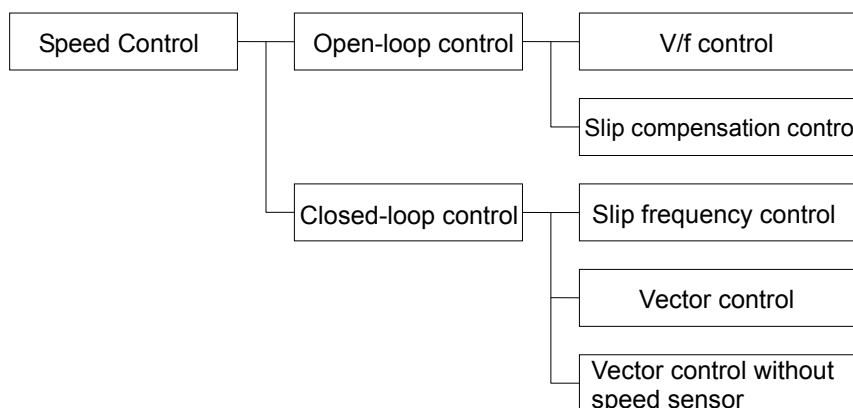 Speed Control
Open-loop control
V/f control
Slip compensation contro
Closed-loop control
Slip frequency control
Vector control
Vector control without
speed sensor